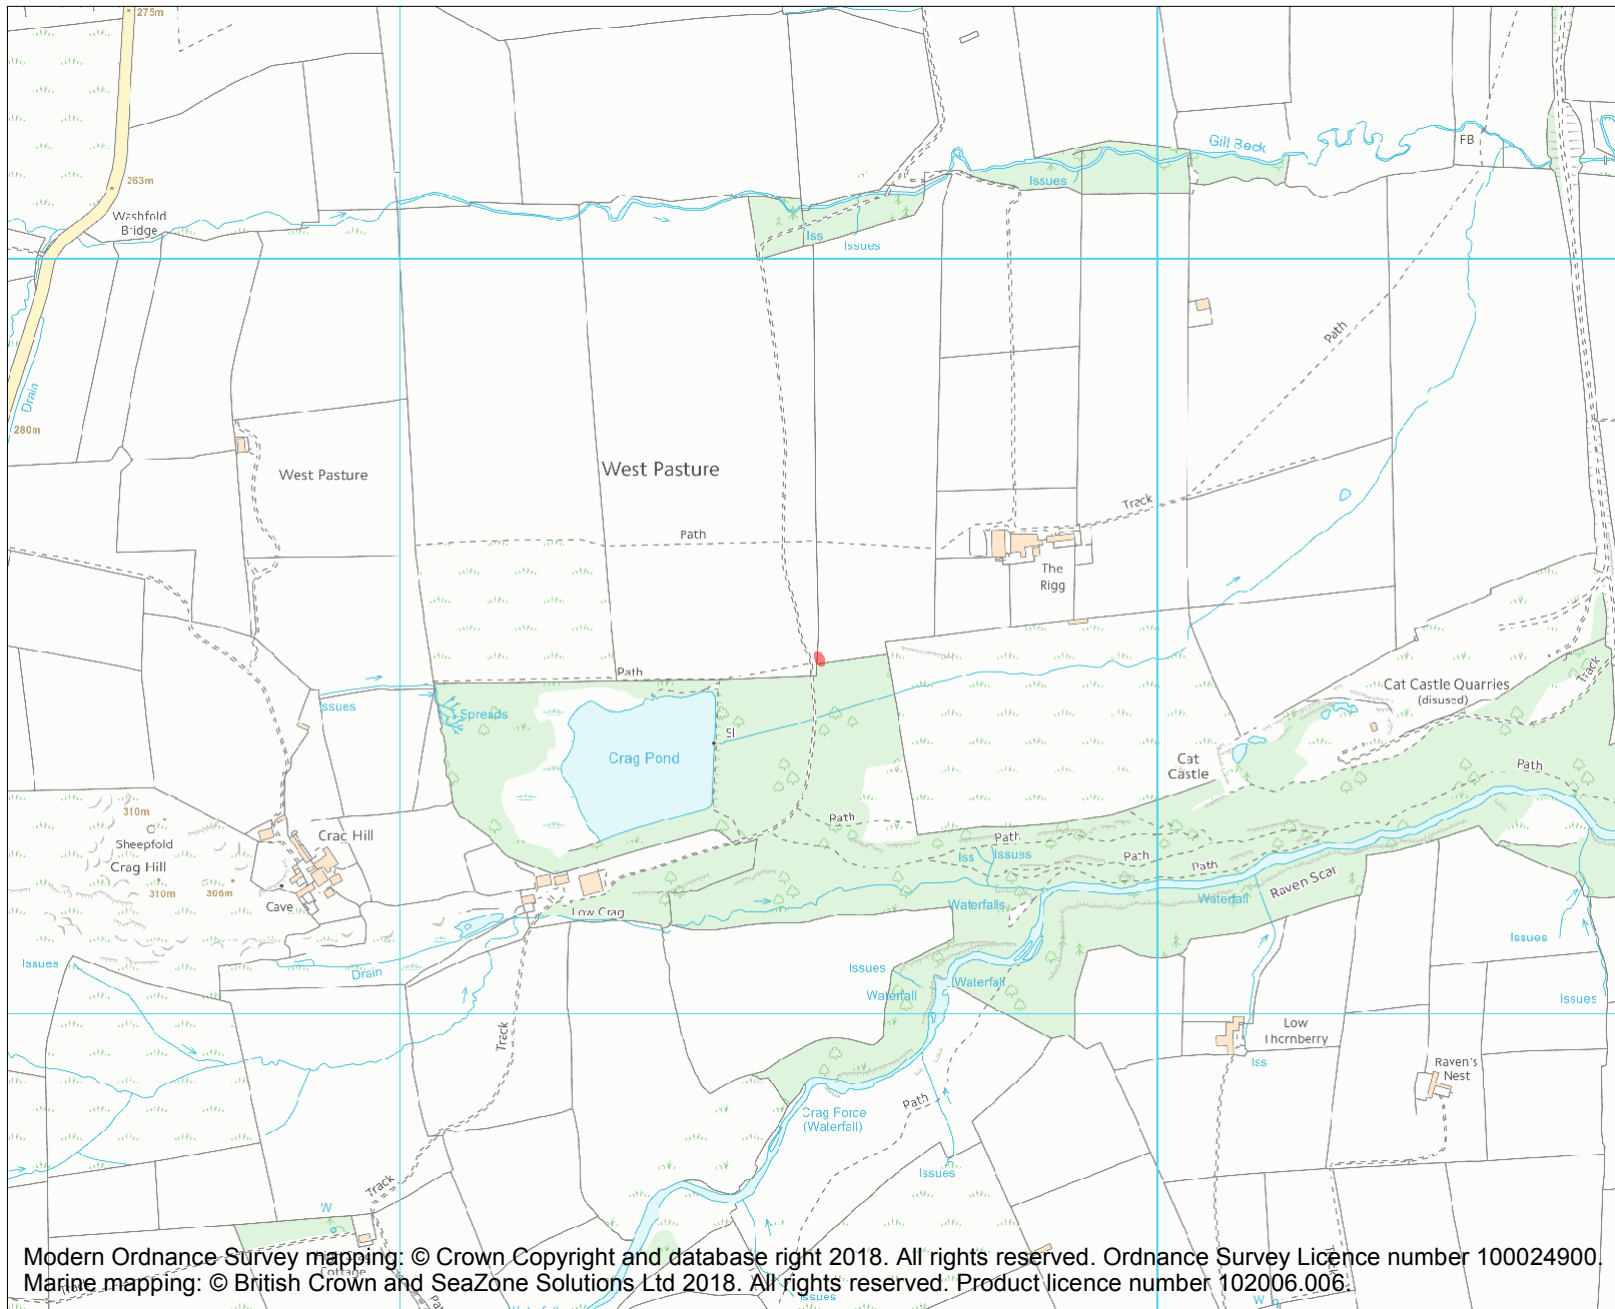 275m
FB
Gill Beck
263m
Issues
Washfold
Bridge
Iss
Issues
Path
Drain
280m
West Pasture
West Pasture
Track
Path
The
Rigg
Path
Track
Cat Castle Quarries
(disused)
Issues
Spreads
Sl
Crag Pond
Cat
Castle
Path
310m
Path
Sheepfold
Crag Hill
Path
Crag Hill
Iss
Issues
Path
Path
310m
306m
Raven Scar
Cave
Low Crag
Waterfalls
Waterfall
Issues
Issues
Drain
Issues
Waterfall
Waterfall
Issues
Track
Low
Thornberry
Iss
Raven's
Nest
Path
Crag Force
(Waterfall)
Issues
Track
W
Modern Ordnance Survey mapping: © Crown Copyright and database right 2018. All rights reserved. Ordnance Survey Licence number 100024900.
Cottage
Track
Marine mapping: © British Crown and SeaZone Solutions Ltd 2018. All rights reserved. Product licence number 102006.006.
Track
Issues
W